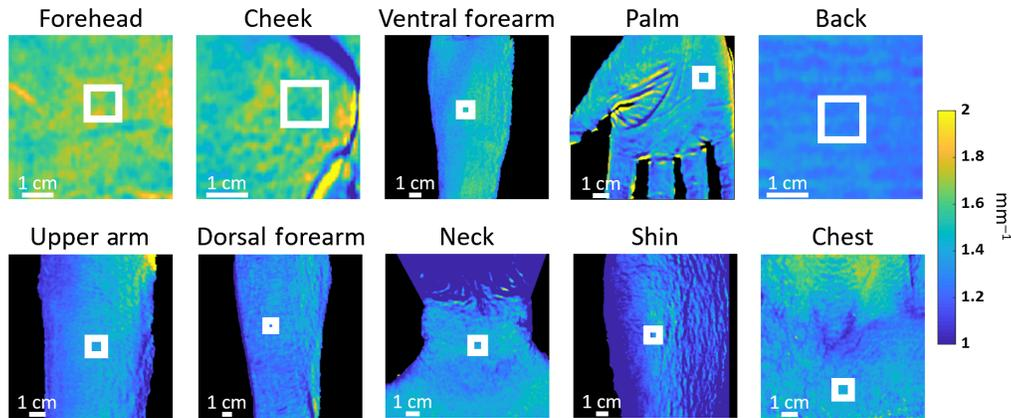 Forehead
Cheek
Ventral forearm
Palm
Back
1 cm
1 cm
1 cm
1 cm
1 cm
2
1.8
1.6
1.4
1.2
1
mm⁻¹
Upper arm
Dorsal forearm
Neck
Shin
Chest
1 cm
1 cm
1 cm
1 cm
1 cm